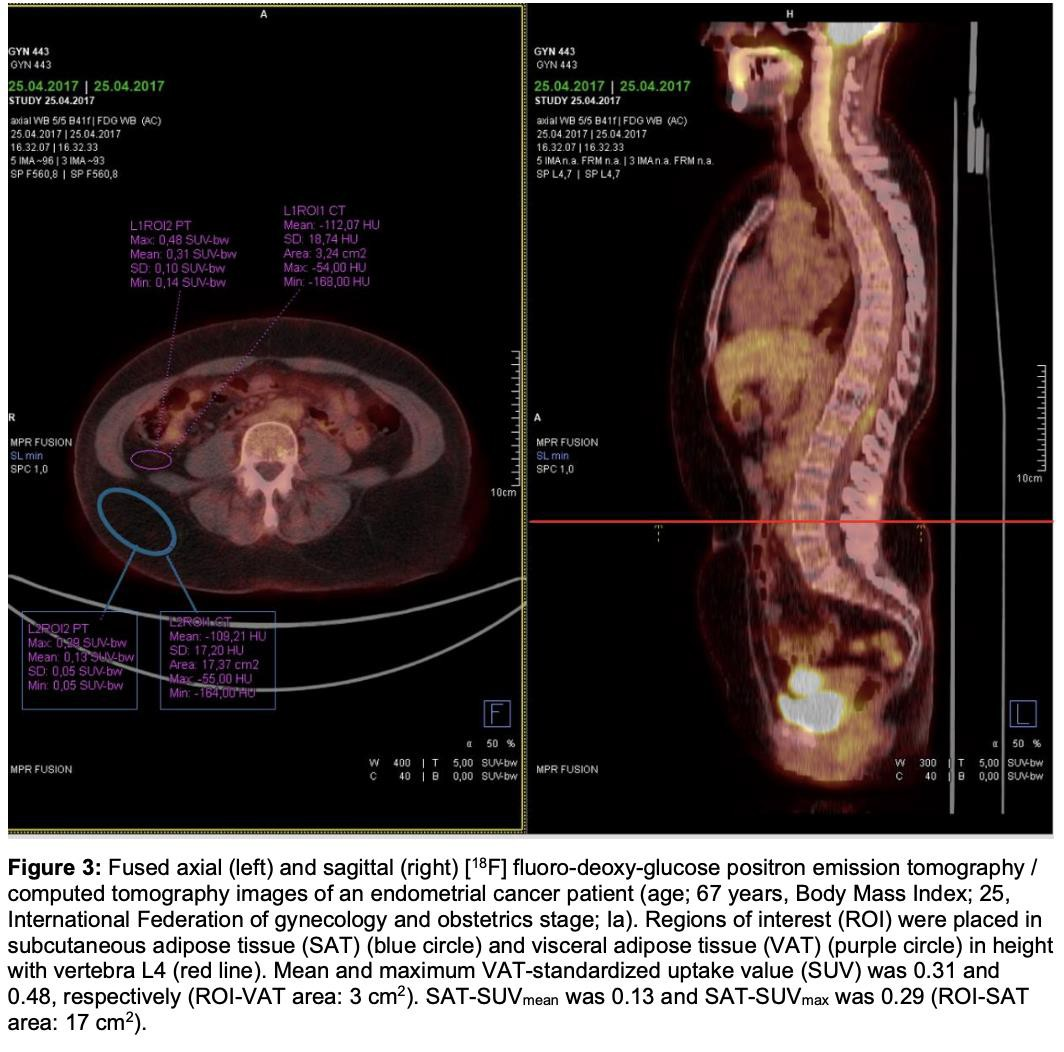 A
GYN 443
GYN 443
25.04.2017 | 25.04.2017
STUDY 25.04.2017
axial WB 5/5 B41f | FDG WB (AC)
25.04.2017 | 25.04.2017
16.32.07 | 16.32.33
5 IMA~96 | 3 IMA~93
SP F560,8 | SP F560,8
L1ROI2 PT
Max: 0,48 SUV-bw
Mean: 0,31 SUV-bw
SD: 0,10 SUV-bw
Min: 0,14 SUV-bw
L1ROI1 CT
Mean: -112,07 HU
SD: 18,74 HU
Area: 3,24 cm2
Max: -54,00 HU
Min: -168,00 HU
R
MPR FUSION
SL min
SPC 1,0
10cm
L2ROI2 PT
Max: 0,29 SUV-bw
Mean: 0,13 SUV-bw
SD: 0,05 SUV-bw
Min: 0,05 SUV-bw
L2ROI1 CT
Mean: -109,21 HU
SD: 17,20 HU
Area: 17,37 cm2
Max: -55,00 HU
Min: -164,00 HU
F
α 50 %
W 400 | T 5,00 SUV-bw
C 40 | B 0,00 SUV-bw
MPR FUSION
H
GYN 443
GYN 443
25.04.2017 | 25.04.2017
STUDY 25.04.2017
axial WB 5/5 B41f | FDG WB (AC)
25.04.2017 | 25.04.2017
16.32.07 | 16.32.33
5 IMA n.a. FRM n.a. | 3 IMA n.a. FRM n.a.
SP L4,7 | SP L4,7
A
MPR FUSION
SL min
SPC 1,0
10cm
L
α 50 %
W 300 | T 5,00 SUV-bw
C 40 | B 0,00 SUV-bw
MPR FUSION
Figure 3: Fused axial (left) and sagittal (right) [18F] fluoro-deoxy-glucose positron emission tomography /
computed tomography images of an endometrial cancer patient (age; 67 years, Body Mass Index; 25,
International Federation of gynecology and obstetrics stage; Ia). Regions of interest (ROI) were placed in
subcutaneous adipose tissue (SAT) (blue circle) and visceral adipose tissue (VAT) (purple circle) in height
with vertebra L4 (red line). Mean and maximum VAT-standardized uptake value (SUV) was 0.31 and
0.48, respectively (ROI-VAT area: 3 cm2). SAT-SUVmean was 0.13 and SAT-SUVmax was 0.29 (ROI-SAT
area: 17 cm2).